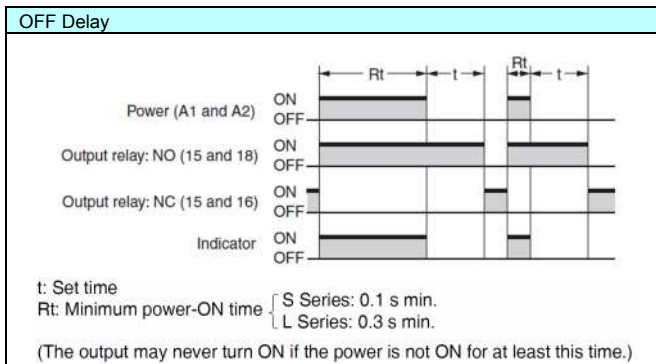 OFF Delay
Rt t Rt t
Power (A1 and A2) ON
OFF
Output relay: NO (15 and 18) ON
OFF
Output relay: NC (15 and 16) ON
OFF
Indicator ON
OFF
t: Set time
Rt: Minimum power-ON time
S Series: 0.1 s min.
L Series: 0.3 s min.
(The output may never turn ON if the power is not ON for at least this time.)